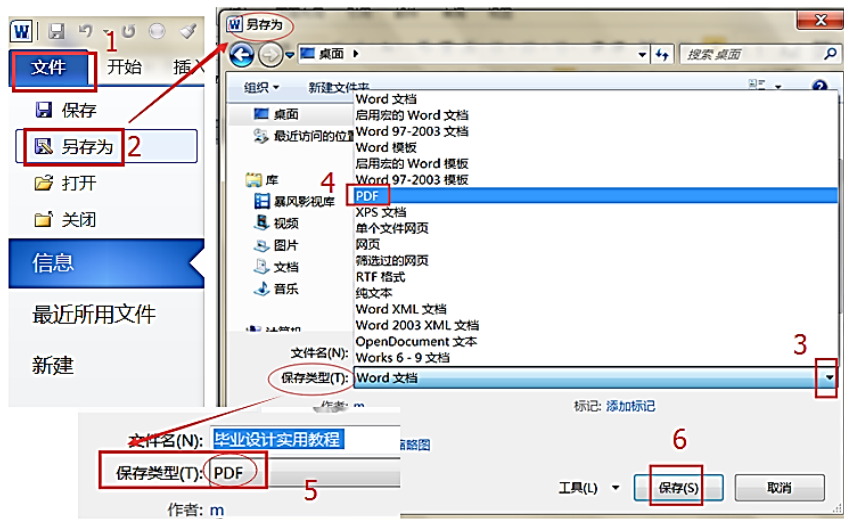 W
1
文件 开始 插入
保存
另存为 2
打开
关闭
信息
最近所用文件
新建
W 另存为
桌面
搜索 桌面
组织 新建文件夹
桌面
最近访问的位置
库
暴风影视库
视频
图片
文档
音乐
计算机
Word 文档
启用宏的 Word 文档
Word 97-2003 文档
Word 模板
启用宏的 Word 模板
Word 97-2003 模板
4 PDF
XPS 文档
单个文件网页
网页
筛选过的网页
RTF 格式
纯文本
Word XML 文档
Word 2003 XML 文档
OpenDocument 文本
Works 6 - 9 文档
3
文件名(N):
保存类型(T): Word 文档
作者: m 标记: 添加标记
文件名(N): 毕业设计实用教程
缩略图
保存类型(T): PDF
5
作者: m
6
工具(L) 保存(S) 取消